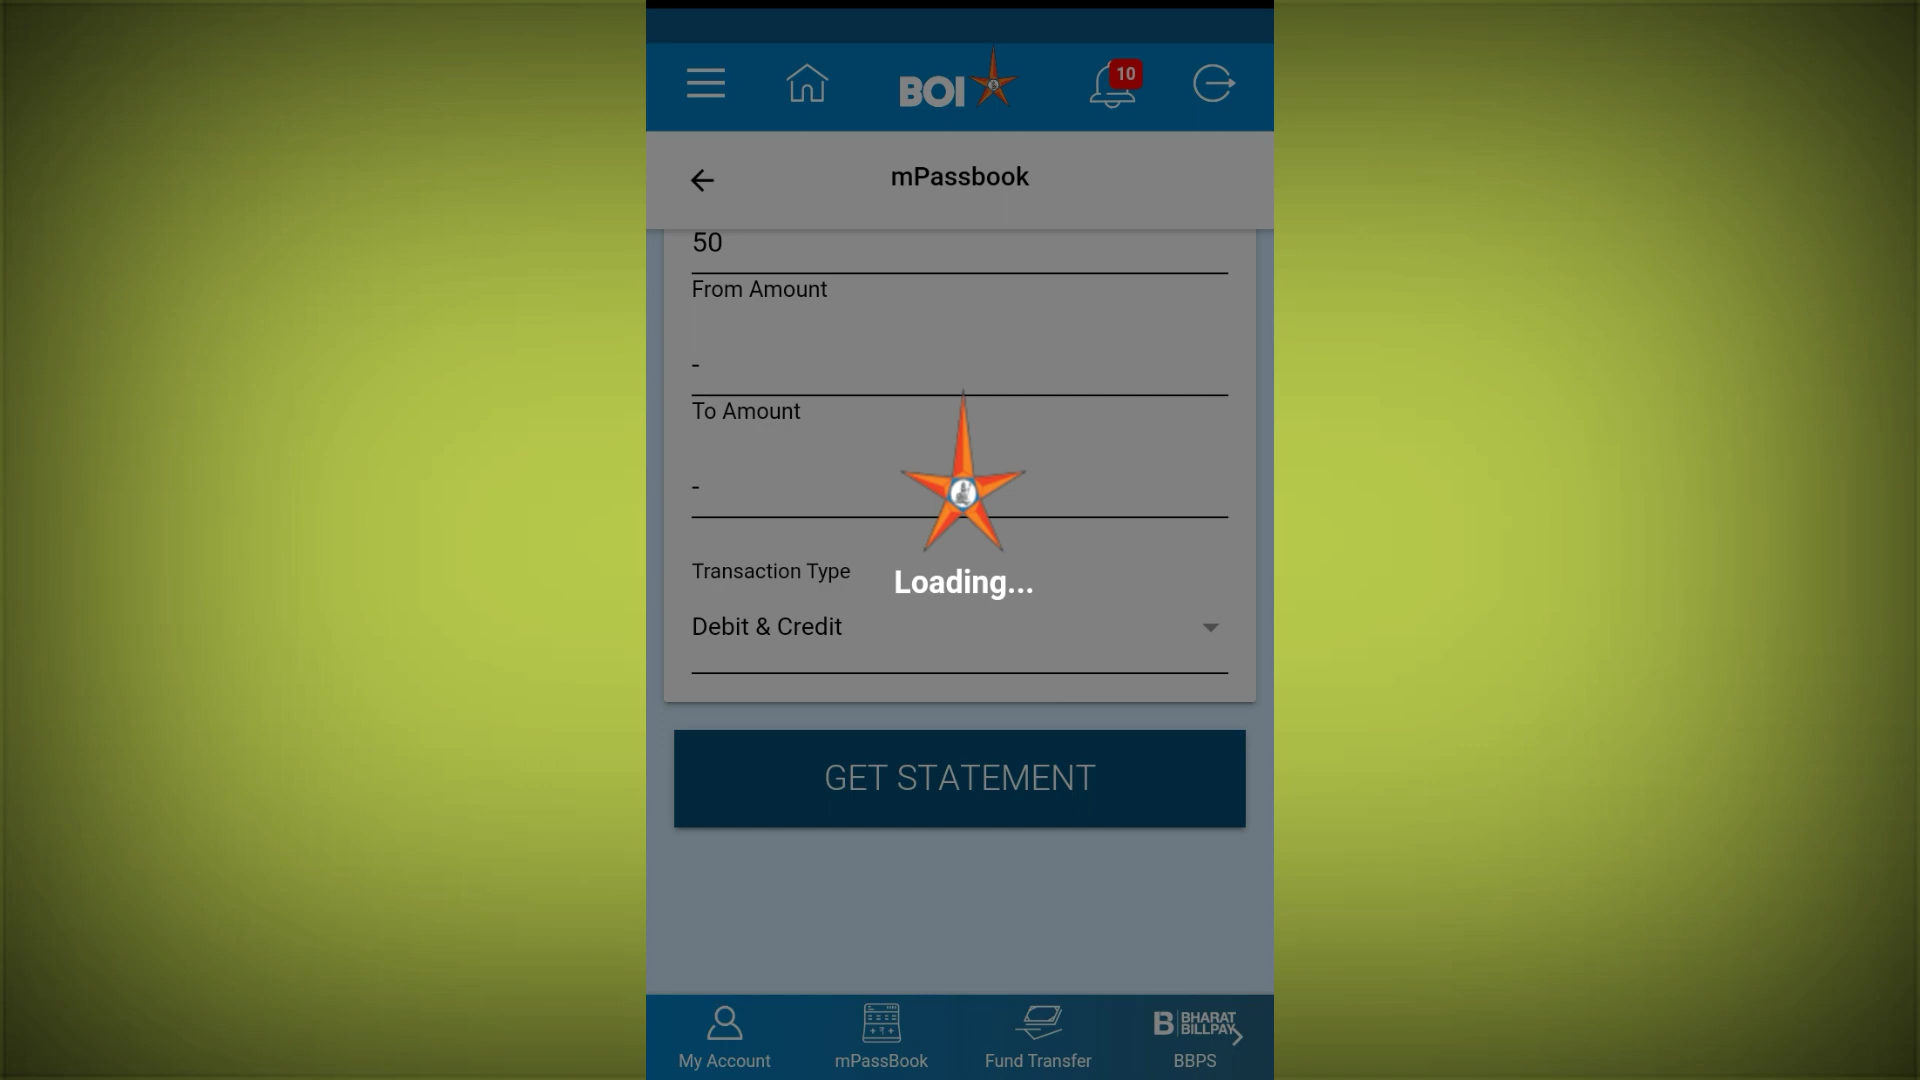 BOI
10
mPassbook
50
From Amount
-
To Amount
-
Transaction Type
Loading...
Debit & Credit
GET STATEMENT
My Account
mPassBook
Fund Transfer
B BHARAT
BILLPAY
BBPS